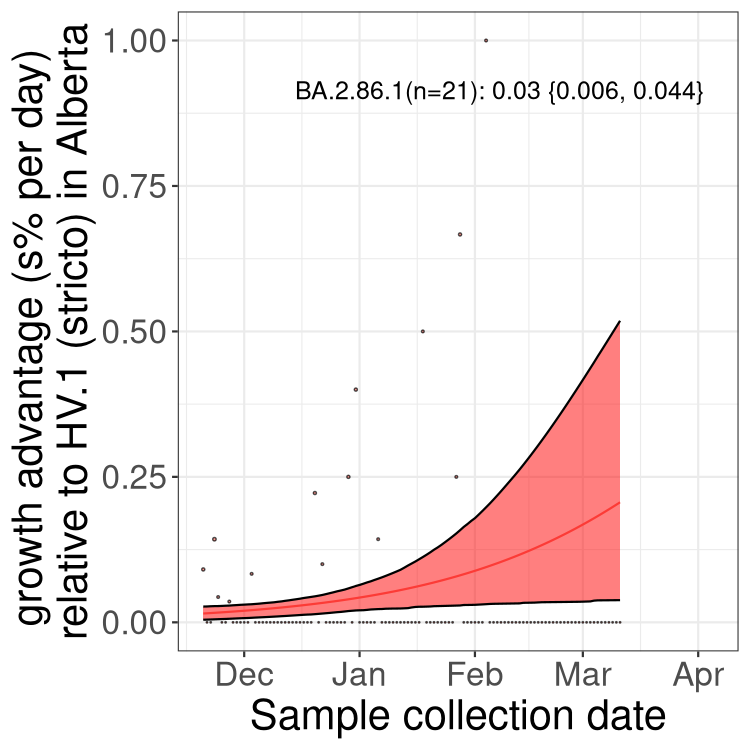 growth advantage (s% per day)
relative to HV.1 (stricto) in Alberta
1.00
0.75
0.50
0.25
0.00
BA.2.86.1(n=21): 0.03 {0.006, 0.044}
Dec
Jan
Feb
Mar
Apr
Sample collection date